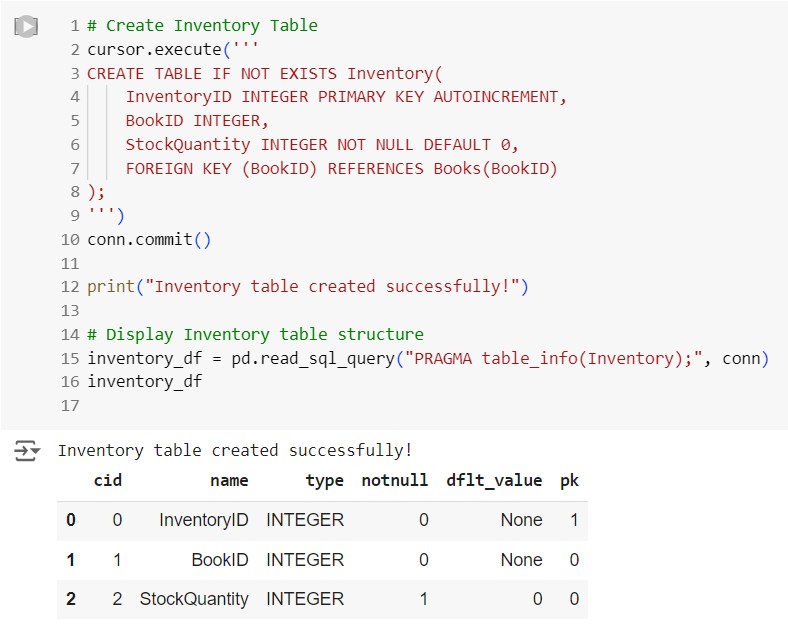 1 # Create Inventory Table
2 cursor.execute('''
3 CREATE TABLE IF NOT EXISTS Inventory(
4     InventoryID INTEGER PRIMARY KEY AUTOINCREMENT,
5     BookID INTEGER,
6     StockQuantity INTEGER NOT NULL DEFAULT 0,
7     FOREIGN KEY (BookID) REFERENCES Books(BookID)
8 );
9 ''')
10 conn.commit()
11
12 print("Inventory table created successfully!")
13
14 # Display Inventory table structure
15 inventory_df = pd.read_sql_query("PRAGMA table_info(Inventory);", conn)
16 inventory_df
17
Inventory table created successfully!
cid name type notnull dflt_value pk
0 0 InventoryID INTEGER 0 None 1
1 1 BookID INTEGER 0 None 0
2 2 StockQuantity INTEGER 1 0 0